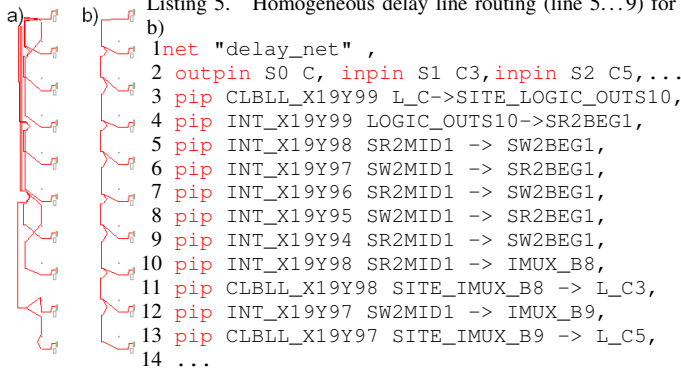 a)
b)
Listing 5. Homogeneous delay line routing (line 5...9) for
b)
1net "delay_net" ,
2 outpin S0 C, inpin S1 C3,inpin S2 C5,...
3 pip CLBLL_X19Y99 L_C->SITE_LOGIC_OUTS10,
4 pip INT_X19Y99 LOGIC_OUTS10->SR2BEG1,
5 pip INT_X19Y98 SR2MID1 -> SW2BEG1,
6 pip INT_X19Y97 SW2MID1 -> SR2BEG1,
7 pip INT_X19Y96 SR2MID1 -> SW2BEG1,
8 pip INT_X19Y95 SW2MID1 -> SR2BEG1,
9 pip INT_X19Y94 SR2MID1 -> SW2BEG1,
10 pip INT_X19Y98 SR2MID1 -> IMUX_B8,
11 pip CLBLL_X19Y98 SITE_IMUX_B8 -> L_C3,
12 pip INT_X19Y97 SW2MID1 -> IMUX_B9,
13 pip CLBLL_X19Y97 SITE_IMUX_B9 -> L_C5,
14 ...